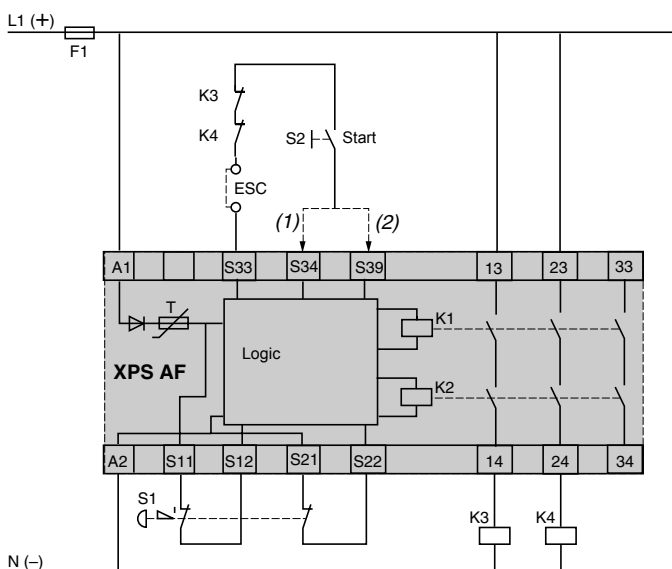 L1 (+)
F1
K3
K4
S2
Start
ESC
(1)
(2)
A1
S33
S34
S39
13
23
33
T
K1
Logic
XPS AF
K2
A2
S11
S12
S21
S22
14
24
34
S1
K3
K4
N (–)